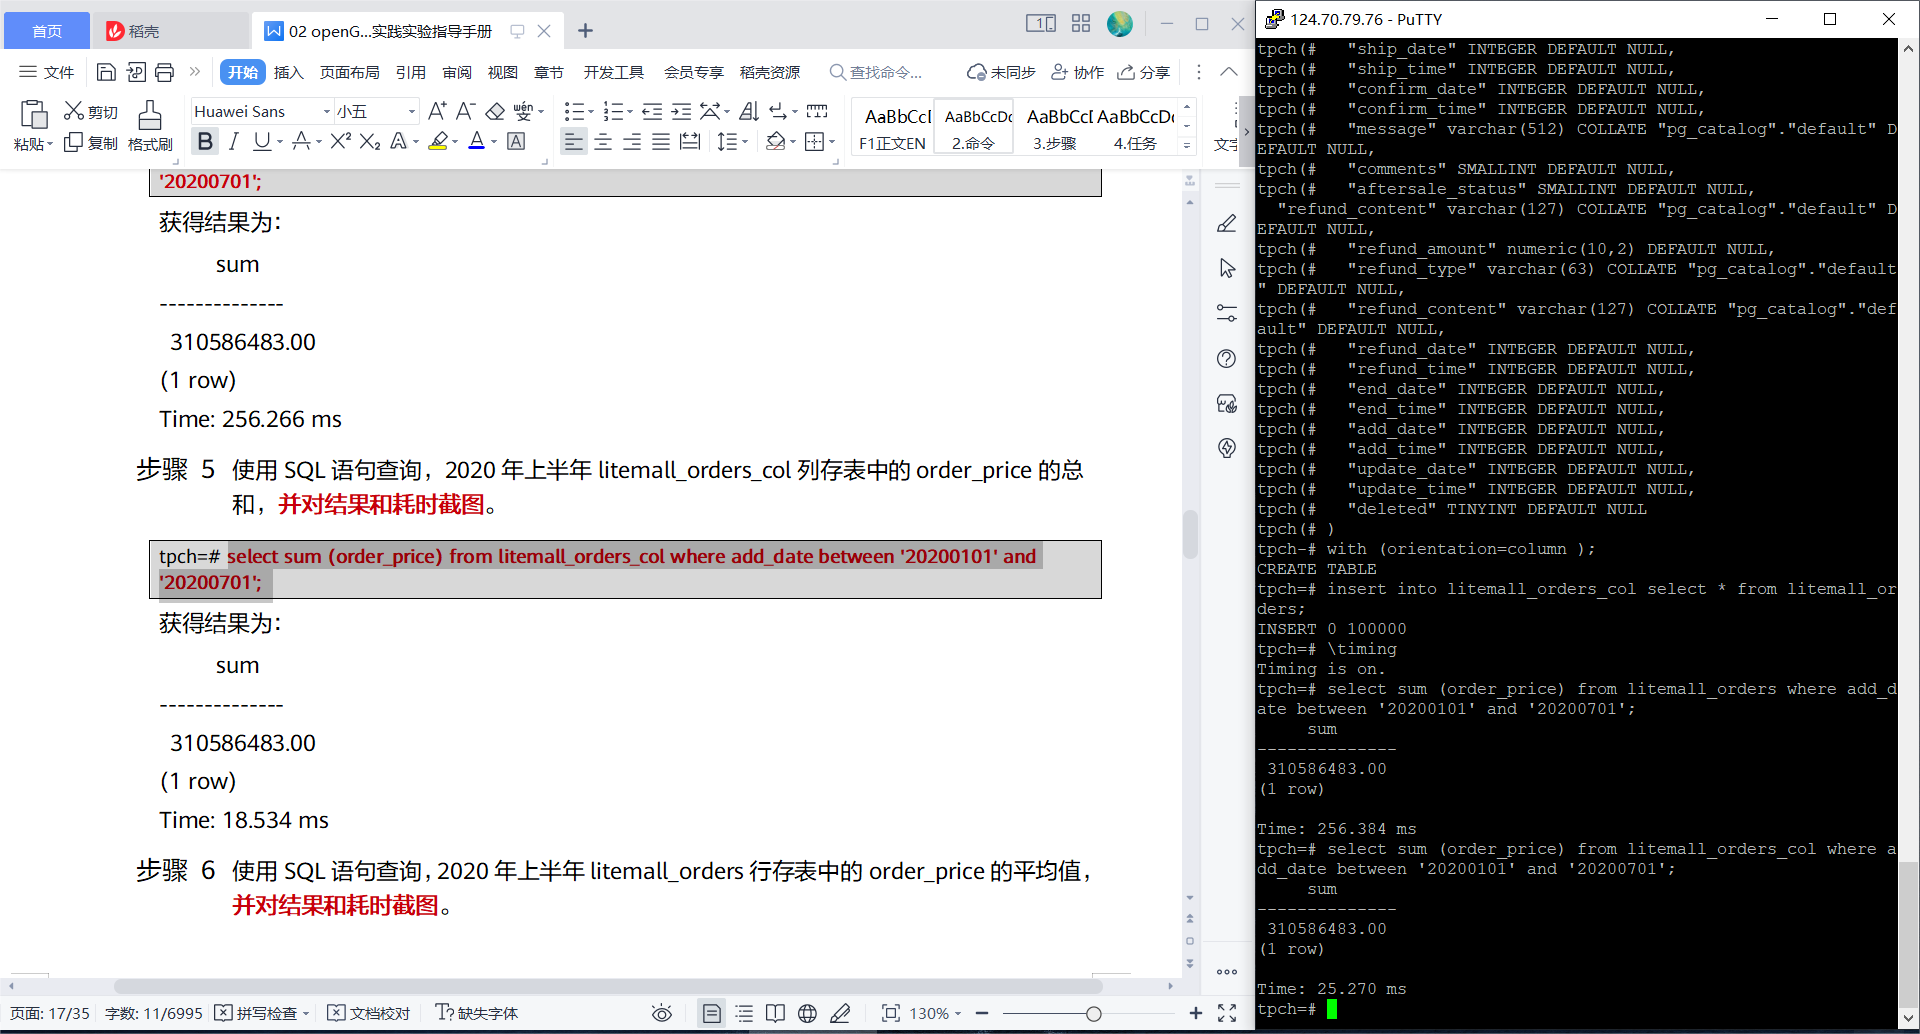 首页
稻壳
02 openG...实践实验指导手册
文件
开始
插入
页面布局
引用
审阅
视图
章节
开发工具
会员专享
稻壳资源
查找命令...
未同步
协作
分享
粘贴
剪切
复制
格式刷
Huawei Sans
小五
AaBbCcI
F1正文EN
AaBbCcDc
2.命令
AaBbCcI
3.步骤
AaBbCcD
4.任务
'20200701';
获得结果为：
sum
--------------
310586483.00
(1 row)
Time: 256.266 ms
步骤 5 使用 SQL 语句查询，2020 年上半年 litemall_orders_col 列存表中的 order_price 的总
和，并对结果和耗时截图。
tpch=# select sum (order_price) from litemall_orders_col where add_date between '20200101' and
'20200701';
获得结果为：
sum
--------------
310586483.00
(1 row)
Time: 18.534 ms
步骤 6 使用 SQL 语句查询，2020 年上半年 litemall_orders 行存表中的 order_price 的平均值，
并对结果和耗时截图。
页面: 17/35
字数: 11/6995
拼写检查
文档校对
缺失字体
130%
124.70.79.76 - PuTTY
tpch(#   "ship_date" INTEGER DEFAULT NULL,
tpch(#   "ship_time" INTEGER DEFAULT NULL,
tpch(#   "confirm_date" INTEGER DEFAULT NULL,
tpch(#   "confirm_time" INTEGER DEFAULT NULL,
tpch(#   "message" varchar(512) COLLATE "pg_catalog"."default" D
EFAULT NULL,
tpch(#   "comments" SMALLINT DEFAULT NULL,
tpch(#   "aftersale_status" SMALLINT DEFAULT NULL,
  "refund_content" varchar(127) COLLATE "pg_catalog"."default" D
EFAULT NULL,
tpch(#   "refund_amount" numeric(10,2) DEFAULT NULL,
tpch(#   "refund_type" varchar(63) COLLATE "pg_catalog"."default
" DEFAULT NULL,
tpch(#   "refund_content" varchar(127) COLLATE "pg_catalog"."def
ault" DEFAULT NULL,
tpch(#   "refund_date" INTEGER DEFAULT NULL,
tpch(#   "refund_time" INTEGER DEFAULT NULL,
tpch(#   "end_date" INTEGER DEFAULT NULL,
tpch(#   "end_time" INTEGER DEFAULT NULL,
tpch(#   "add_date" INTEGER DEFAULT NULL,
tpch(#   "add_time" INTEGER DEFAULT NULL,
tpch(#   "update_date" INTEGER DEFAULT NULL,
tpch(#   "update_time" INTEGER DEFAULT NULL,
tpch(#   "deleted" TINYINT DEFAULT NULL
tpch(# )
tpch-# with (orientation=column );
CREATE TABLE
tpch=# insert into litemall_orders_col select * from litemall_or
ders;
INSERT 0 100000
tpch=# \timing
Timing is on.
tpch=# select sum (order_price) from litemall_orders where add_d
ate between '20200101' and '20200701';
     sum
--------------
 310586483.00
(1 row)
Time: 256.384 ms
tpch=# select sum (order_price) from litemall_orders_col where a
dd_date between '20200101' and '20200701';
     sum
--------------
 310586483.00
(1 row)
Time: 25.270 ms
tpch=#